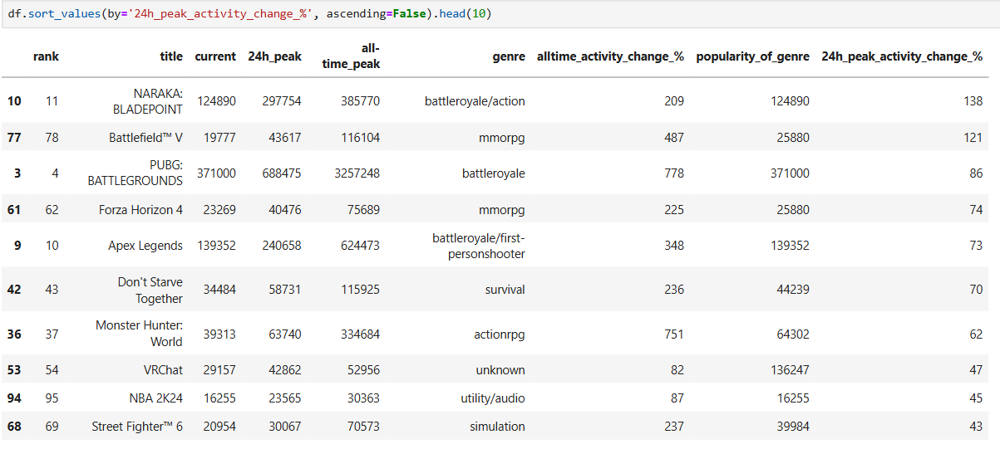 df.sort_values(by='24h_peak_activity_change_%', ascending=False).head(10)
rank title current 24h_peak all-time_peak genre alltime_activity_change_% popularity_of_genre 24h_peak_activity_change_%
10 11 NARAKA: BLADEPOINT 124890 297754 385770 battleroyale/action 209 124890 138
77 78 Battlefield™ V 19777 43617 116104 mmorpg 487 25880 121
3 4 PUBG: BATTLEGROUNDS 371000 688475 3257248 battleroyale 778 371000 86
61 62 Forza Horizon 4 23269 40476 75689 mmorpg 225 25880 74
9 10 Apex Legends 139352 240658 624473 battleroyale/first-personshooter 348 139352 73
42 43 Don't Starve Together 34484 58731 115925 survival 236 44239 70
36 37 Monster Hunter: World 39313 63740 334684 actionrpg 751 64302 62
53 54 VRChat 29157 42862 52956 unknown 82 136247 47
94 95 NBA 2K24 16255 23565 30363 utility/audio 87 16255 45
68 69 Street Fighter™ 6 20954 30067 70573 simulation 237 39984 43